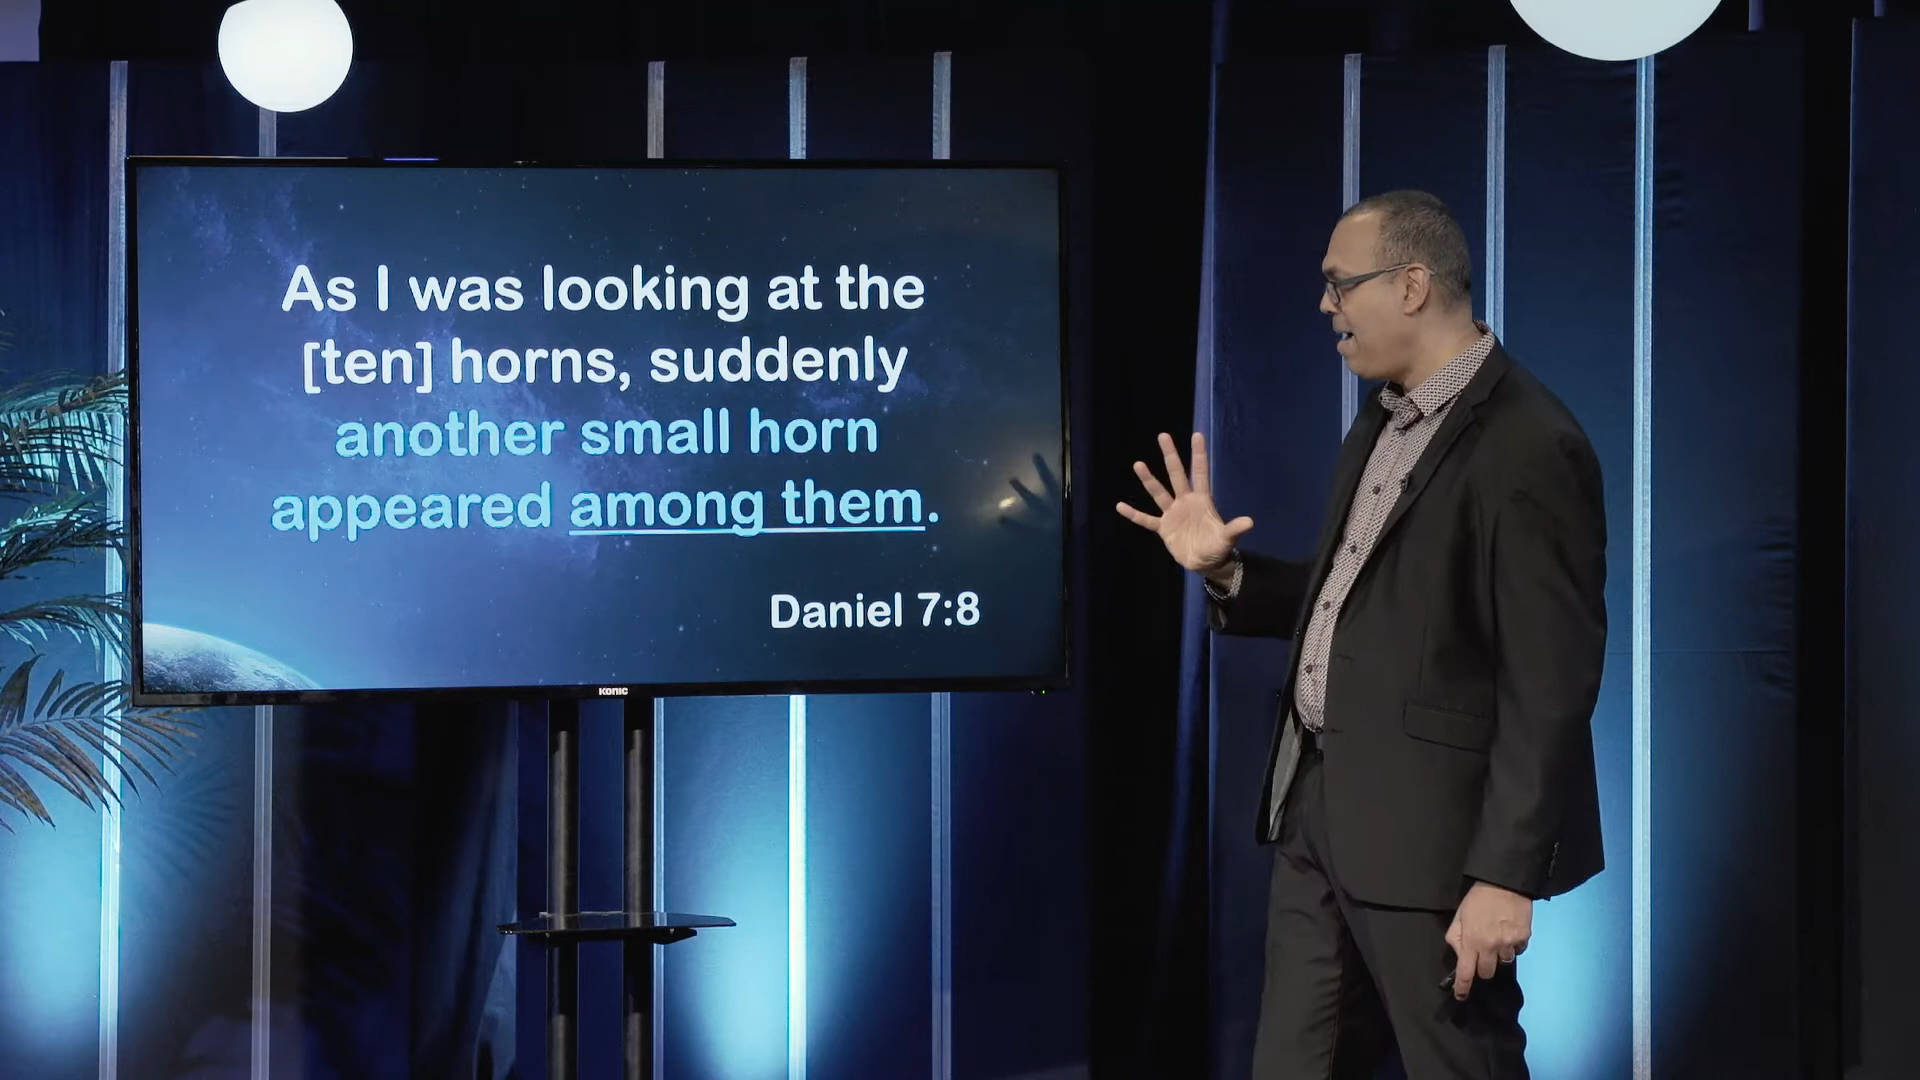 As I was looking at the
[ten] horns, suddenly
another small horn
appeared among them.
Daniel 7:8
KONIC